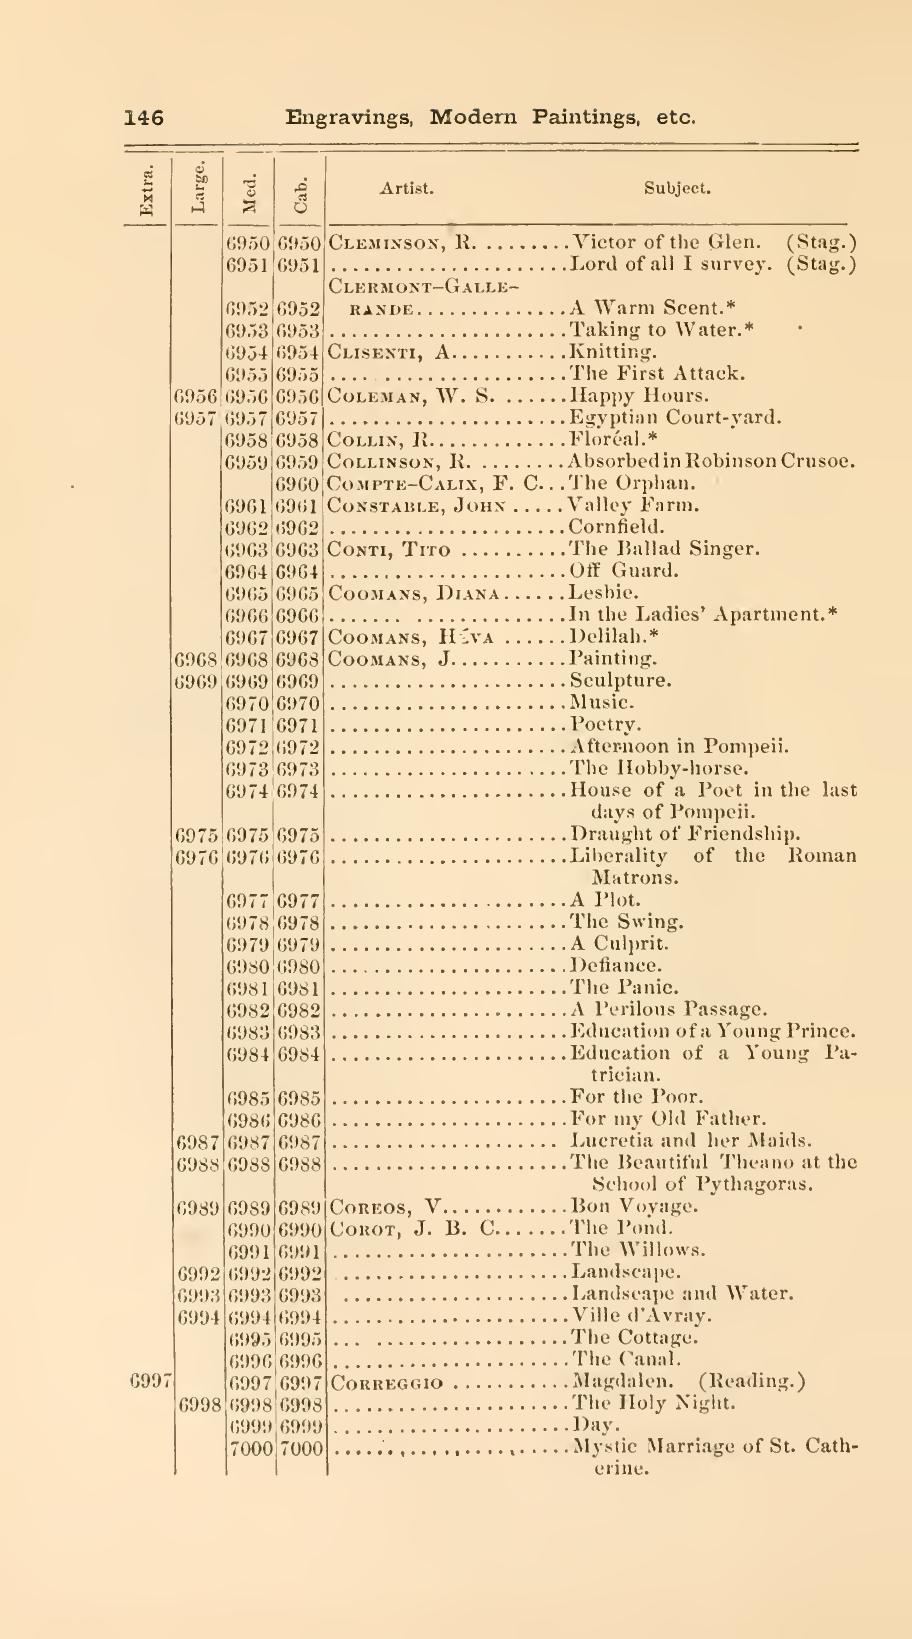 146 Engravings, Modern Paintings, etc.
Extra. Large. Med. Cab. Artist. Subject.
6950 6950 CLEMINSON, R. .........Victor of the Glen. (Stag.)
6951 6951 .......................Lord of all I survey. (Stag.)
CLERMONT-GALLE-
6952 6952 RANDE..............A Warm Scent.*
6953 6953 .......................Taking to Water.*
6954 6954 CLISENTI, A...........Knitting.
6955 6955 .... ..................The First Attack.
6956 6956 6956 COLEMAN, W. S. .......Happy Hours.
6957 6957 6957 .......................Egyptian Court-yard.
6958 6958 COLLIN, R.............Floréal.*
6959 6959 COLLINSON, R. .........Absorbed in Robinson Crusoe.
6960 COMPTE-CALIX, F. C...The Orphan.
6961 6961 CONSTABLE, JOHN .....Valley Farm.
6962 6962 .......................Cornfield.
6963 6963 CONTI, TITO ..........The Ballad Singer.
6964 6964 .......................Off Guard.
6965 6965 COOMANS, DIANA......Lesbie.
6966 6966 ....... ..............In the Ladies' Apartment.*
6967 6967 COOMANS, HÉVA ......Delilah.*
6968 6968 6968 COOMANS, J...........Painting.
6969 6969 6969 .......................Sculpture.
6970 6970 .......................Music.
6971 6971 .......................Poetry.
6972 6972 .......................Afternoon in Pompeii.
6973 6973 .......................The Hobby-horse.
6974 6974 .......................House of a Poet in the last
days of Pompeii.
6975 6975 6975 .......................Draught of Friendship.
6976 6976 6976 .......................Liberality of the Roman
Matrons.
6977 6977 .......................A Plot.
6978 6978 .......................The Swing.
6979 6979 .......................A Culprit.
6980 6980 .......................Defiance.
6981 6981 .......................The Panic.
6982 6982 .......................A Perilous Passage.
6983 6983 .......................Education of a Young Prince.
6984 6984 .......................Education of a Young Pa-
trician.
6985 6985 .......................For the Poor.
6986 6986 .......................For my Old Father.
6987 6987 6987 ...................... Lucretia and her Maids.
6988 6988 6988 .......................The Beautiful Theano at the
School of Pythagoras.
6989 6989 6989 COREOS, V............Bon Voyage.
6990 6990 COROT, J. B. C.......The Pond.
6991 6991 .......................The Willows.
6992 6992 6992 ......................Landscape.
6993 6993 6993 ......................Landscape and Water.
6994 6994 6994 .......................Ville d'Avray.
6995 6995 ... ...................The Cottage.
6996 6996 .......................The Canal.
6997 6997 6997 CORREGGIO ...........Magdalen. (Reading.)
6998 6998 6998 .......................The Holy Night.
6999 6999 .......................Day.
7000 7000 .......................Mystic Marriage of St. Cath-
erine.